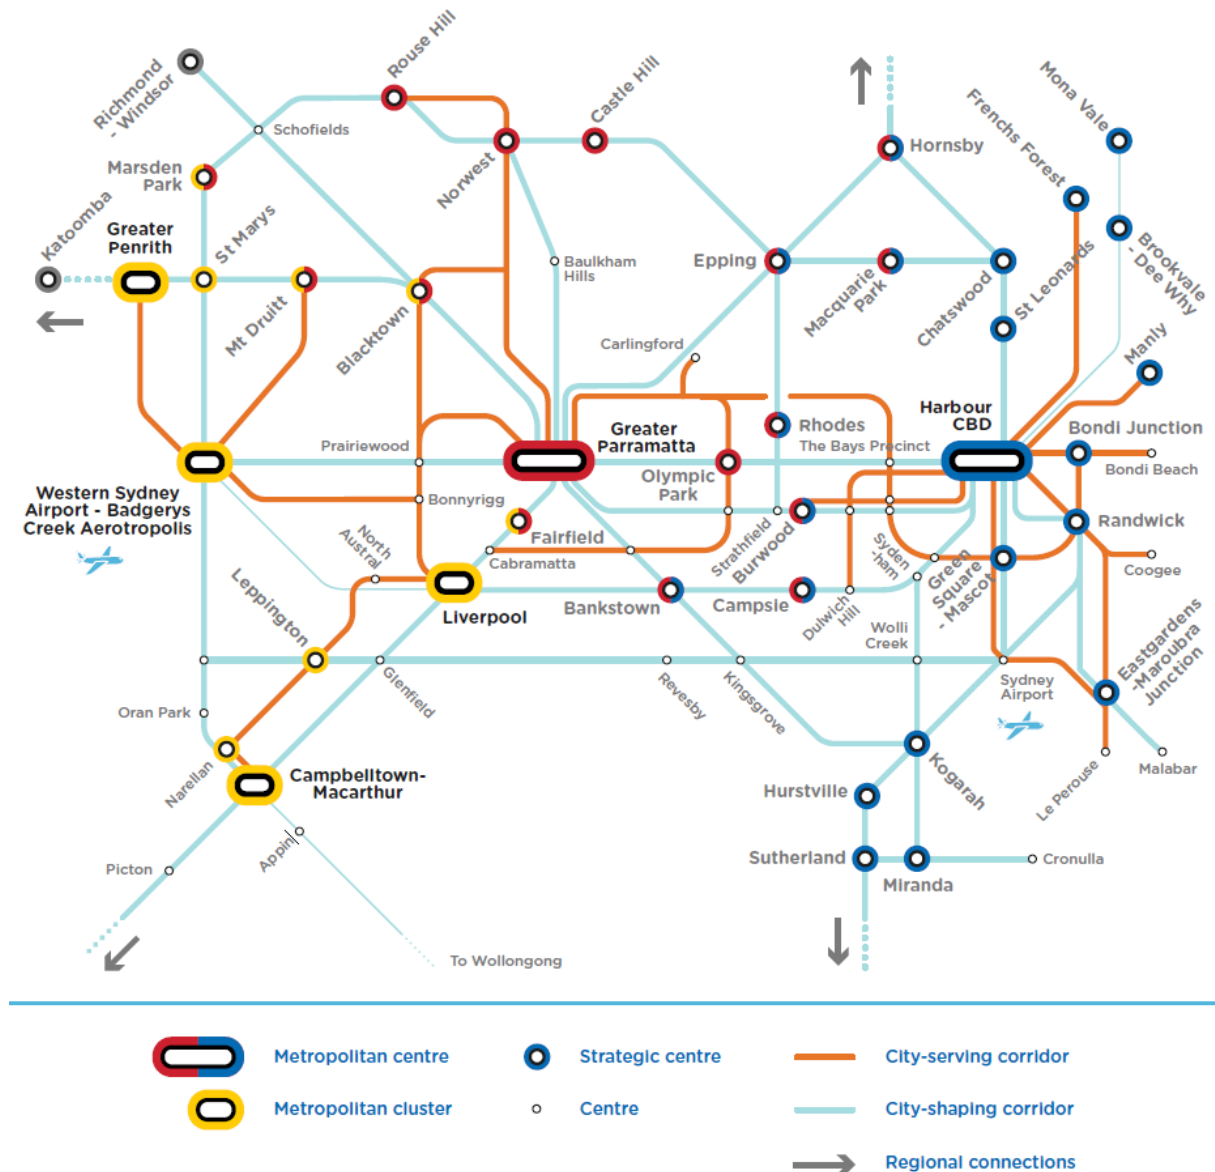 Richmond
- Windsor
Rouse Hill
Castle Hill
Mona Vale
Frenchs Forest
Schofields
Hornsby
Marsden
Park
Norwest
Katoomba
Greater
Penrith
St Marys
Brookvale
- Dee Why
Baulkham
Hills
Epping
Macquarie
Park
Chatswood
St Leonards
Mt Druitt
Blacktown
Carlingford
Manly
Harbour
CBD
Greater
Parramatta
Rhodes
Bondi Junction
Prairiewood
The Bays Precinct
Bondi Beach
Olympic
Park
Western Sydney
Airport - Badgerys
Creek Aerotropolis
Bonnyrigg
Fairfield
Strathfield
Burwood
Randwick
North
Austral
Cabramatta
Syden
-ham
Green
Square
- Mascot
Coogee
Leppington
Liverpool
Bankstown
Campsie
Dulwich
Hill
Wolli
Creek
Eastgardens
-Maroubra
Junction
Glenfield
Revesby
Kingsgrove
Sydney
Airport
Oran Park
Narellan
Campbelltown-
Macarthur
Kogarah
Le Perouse
Malabar
Hurstville
Appin
Picton
Sutherland
Miranda
Cronulla
To Wollongong
Metropolitan centre
Strategic centre
City-serving corridor
Metropolitan cluster
Centre
City-shaping corridor
Regional connections